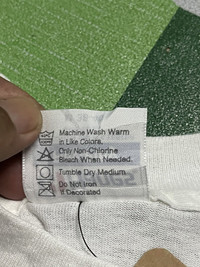 Machine Wash Warm
in Like Colors.
Only Non-Chlorine
Bleach When Needed.
Tumble Dry Medium
Do Not Iron
If Decorated